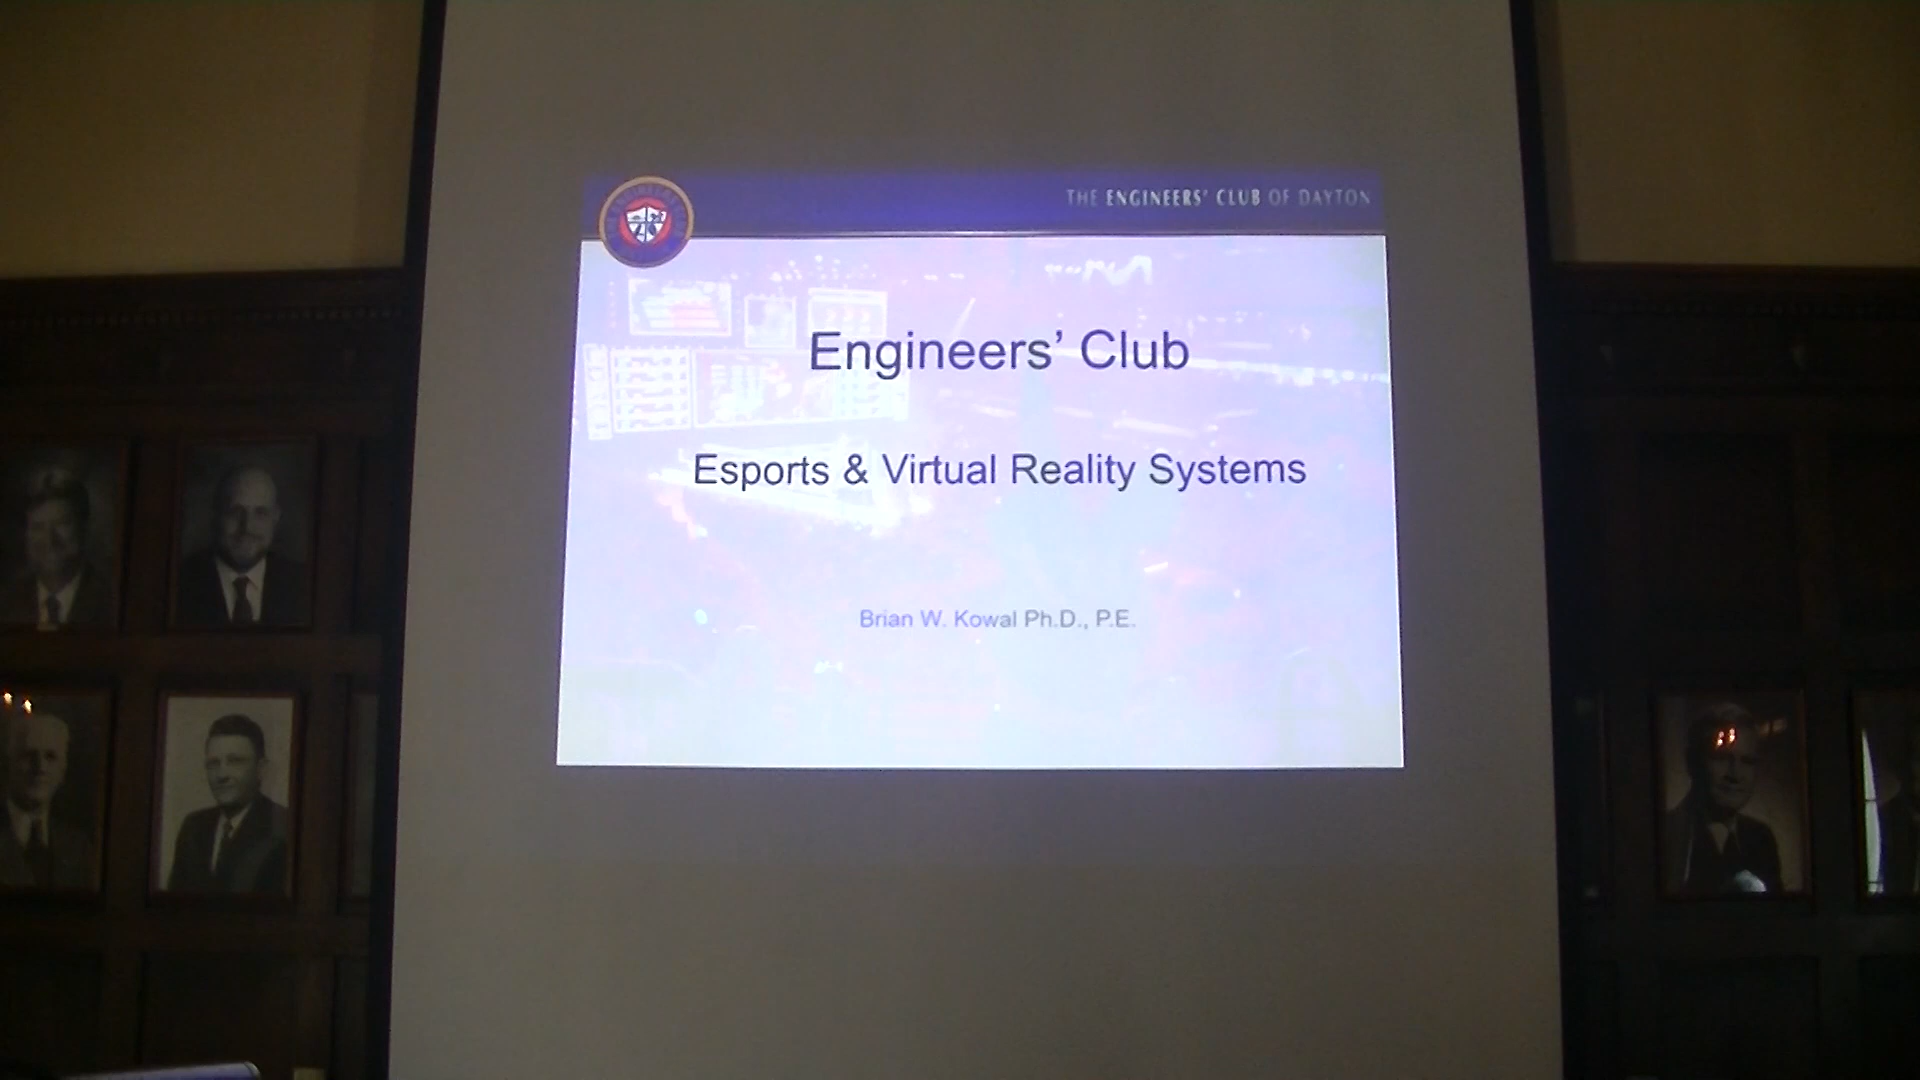 THE ENGINEERS' CLUB OF DAYTON
Engineers’ Club
Esports & Virtual Reality Systems
Brian W. Kowal Ph.D., P.E.